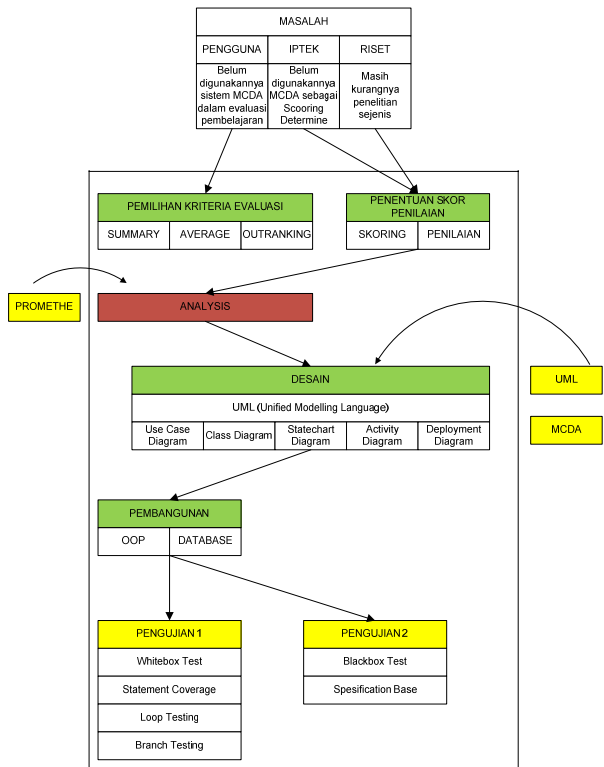 MASALAH
PENGGUNA
IPTEK
RISET
Belum
digunakannya
sistem MCDA
dalam evaluasi
pembelajaran
Belum
digunakannya
MCDA sebagai
Scooring
Determine
Masih
kurangnya
penelitian
sejenis
PEMILIHAN KRITERIA EVALUASI
SUMMARY
AVERAGE
OUTRANKING
PENENTUAN SKOR
PENILAIAN
SKORING
PENILAIAN
PROMETHE
ANALYSIS
DESAIN
UML (Unified Modelling Language)
Use Case
Diagram
Class Diagram
Statechart
Diagram
Activity
Diagram
Deployment
Diagram
UML
MCDA
PEMBANGUNAN
OOP
DATABASE
PENGUJIAN 1
Whitebox Test
Statement Coverage
Loop Testing
Branch Testing
PENGUJIAN 2
Blackbox Test
Spesification Base